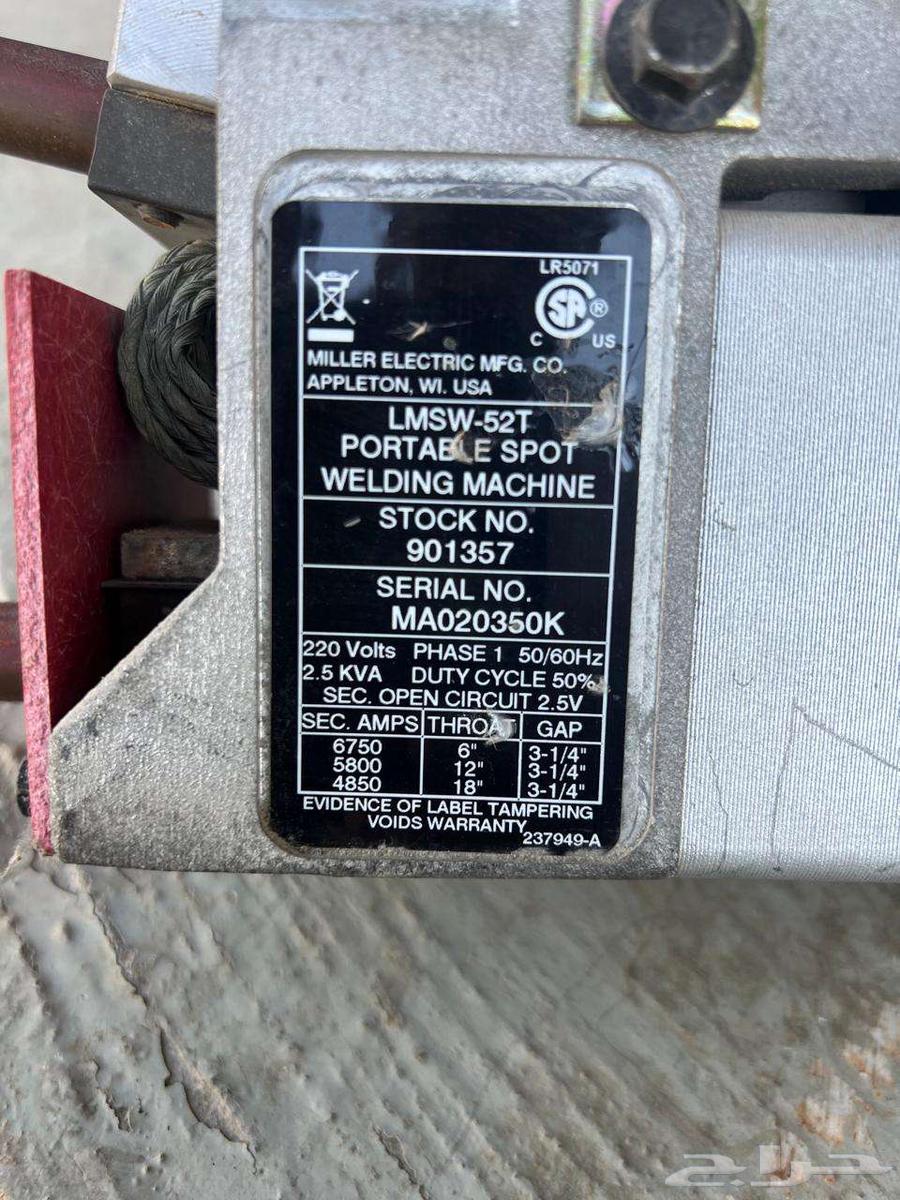 LR5071
SP®
C US
MILLER ELECTRIC MFG. CO.
APPLETON, WI. USA
LMSW-52T
PORTABLE SPOT
WELDING MACHINE
STOCK NO.
901357
SERIAL NO.
MA020350K
220 Volts PHASE 1 50/60Hz
2.5 KVA DUTY CYCLE 50%
SEC. OPEN CIRCUIT 2.5V
SEC. AMPS THROAT GAP
6750 6" 3-1/4"
5800 12" 3-1/4"
4850 18" 3-1/4"
EVIDENCE OF LABEL TAMPERING
VOIDS WARRANTY
237949-A
حراج